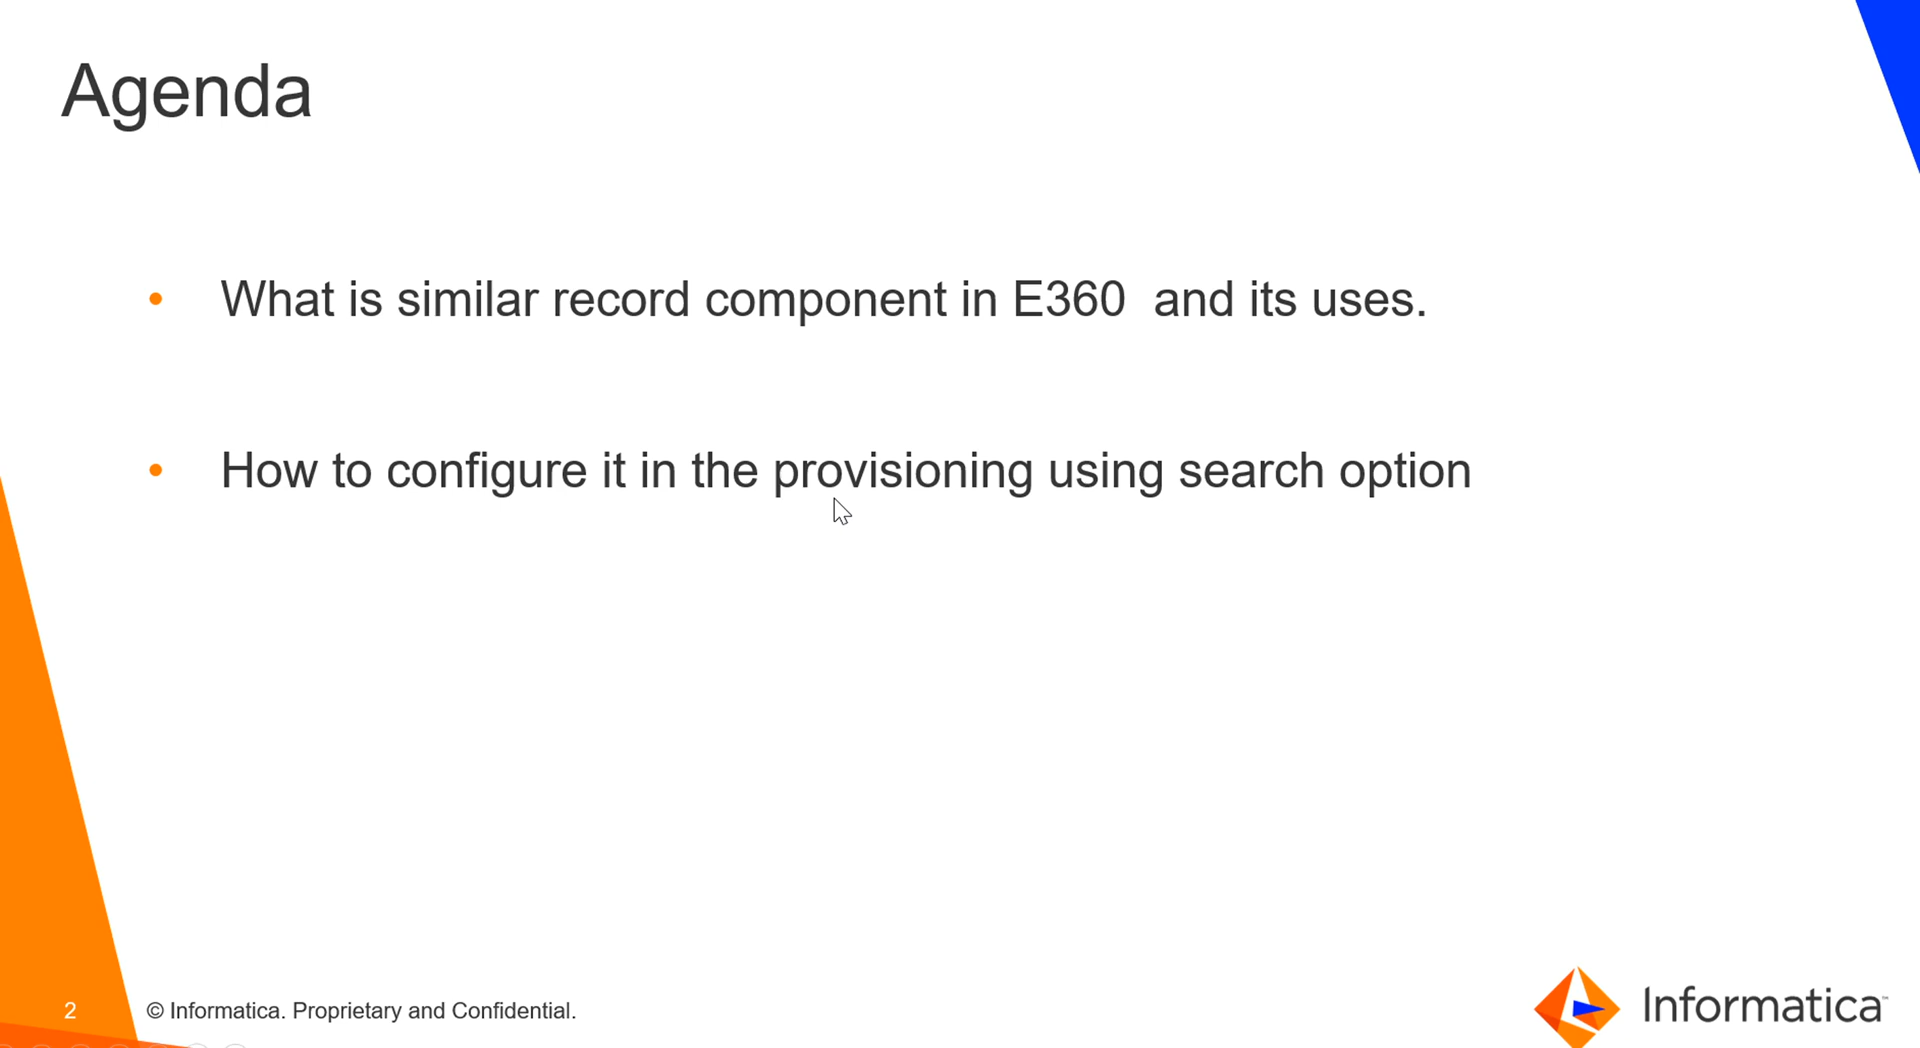 Agenda
• What is similar record component in E360  and its uses.
• How to configure it in the provisioning using search option
2
© Informatica. Proprietary and Confidential.
Informatica™